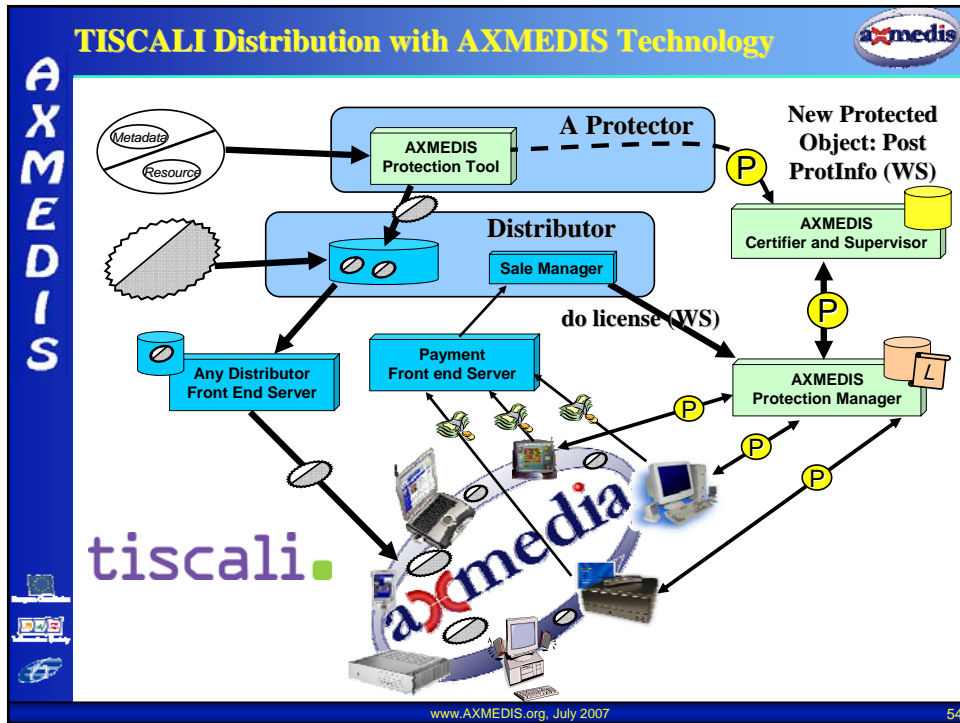 TISCALI Distribution with AXMEDIS Technology
axmedis
AXMEDIS
Metadata
Resource
A Protector
AXMEDIS
Protection Tool
New Protected
Object: Post
ProtInfo (WS)
P
AXMEDIS
Certifier and Supervisor
Distributor
Sale Manager
P
do license (WS)
Any Distributor
Front End Server
Payment
Front end Server
L
AXMEDIS
Protection Manager
P
P
P
axmedia
tiscali.
www.AXMEDIS.org, July 2007
54